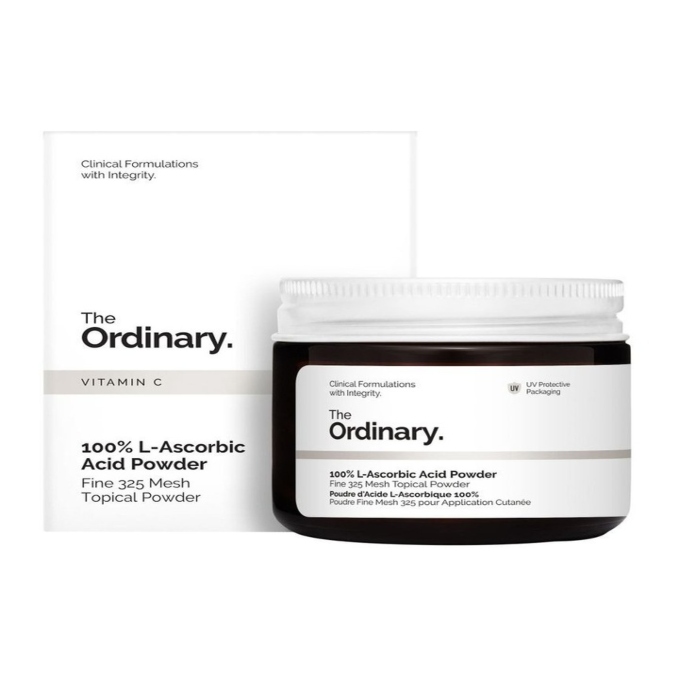 Clinical Formulations
with Integrity.
The
Ordinary.
VITAMIN C
100% L-Ascorbic
Acid Powder
Fine 325 Mesh
Topical Powder
Clinical Formulations
with Integrity.
UV
UV Protective
Packaging
The
Ordinary.
100% L-Ascorbic Acid Powder
Fine 325 Mesh Topical Powder
Poudre d'Acide L-Ascorbique 100%
Poudre Fine Mesh 325 pour Application Cutanée